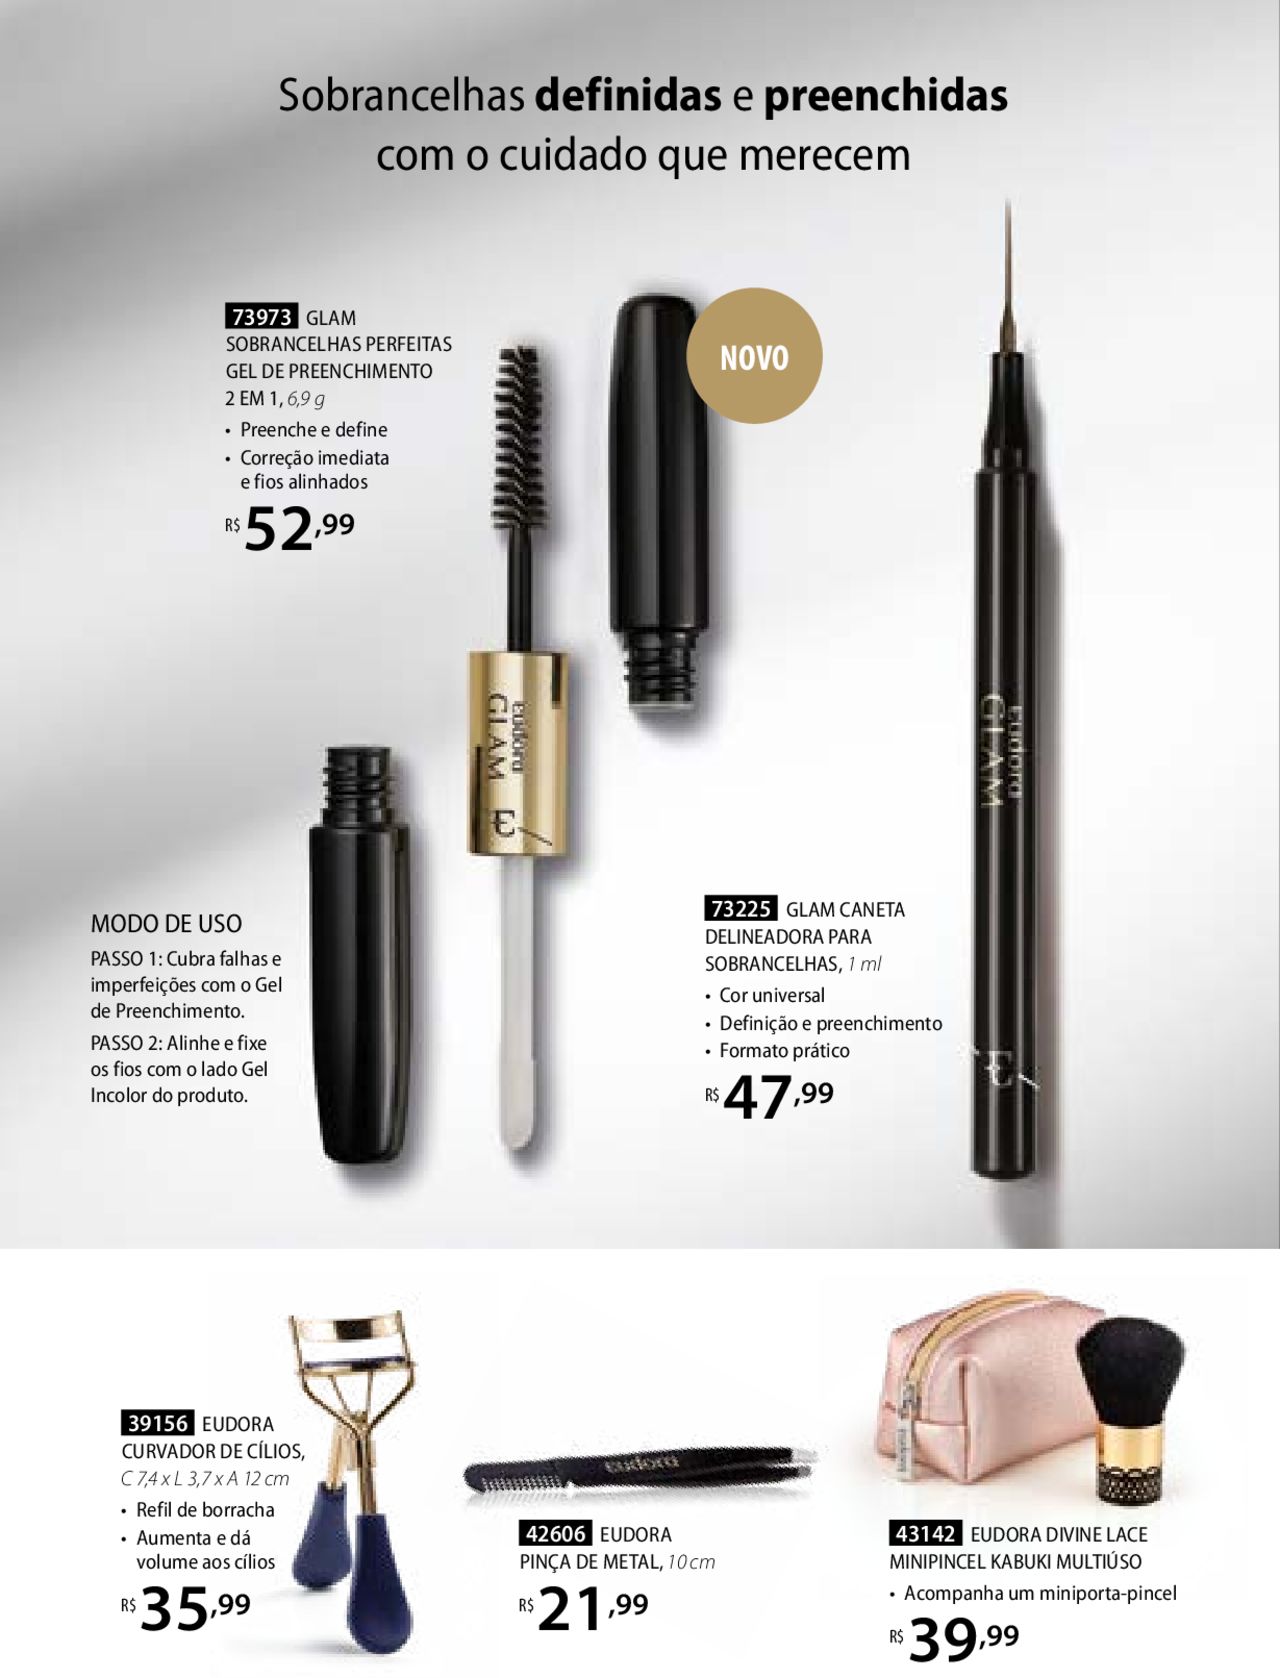 Sobrancelhas definidas e preenchidas
com o cuidado que merecem
73973 GLAM
SOBRANCELHAS PERFEITAS
GEL DE PREENCHIMENTO
2 EM 1, 6,9 g
• Preenche e define
• Correção imediata
e fios alinhados
R$ 52,99
NOVO
eudora
GLAM
E
eudora
GLAM
E
MODO DE USO
PASSO 1: Cubra falhas e
imperfeições com o Gel
de Preenchimento.
PASSO 2: Alinhe e fixe
os fios com o lado Gel
Incolor do produto.
73225 GLAM CANETA
DELINEADORA PARA
SOBRANCELHAS, 1 ml
• Cor universal
• Definição e preenchimento
• Formato prático
R$ 47,99
39156 EUDORA
CURVADOR DE CÍLIOS,
C 7,4 x L 3,7 x A 12 cm
• Refil de borracha
• Aumenta e dá
volume aos cílios
R$ 35,99
eudora
42606 EUDORA
PINÇA DE METAL, 10 cm
R$ 21,99
43142 EUDORA DIVINE LACE
MINIPINCEL KABUKI MULTIÚSO
• Acompanha um miniporta-pincel
R$ 39,99